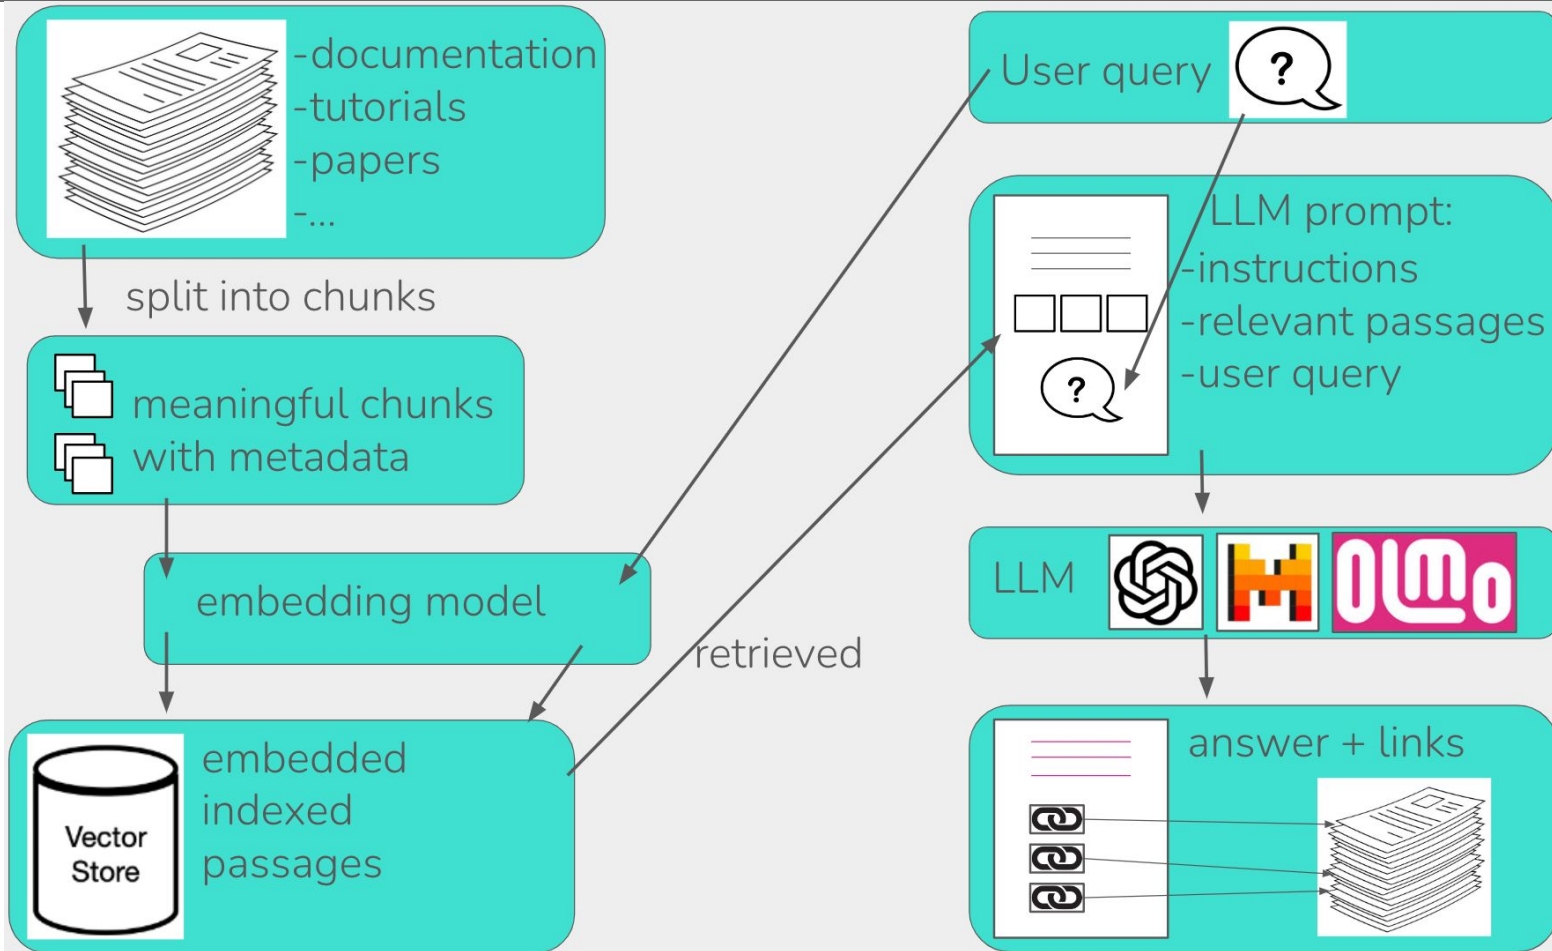 -documentation
-tutorials
-papers
-...
split into chunks
meaningful chunks
with metadata
embedding model
Vector
Store
embedded
indexed
passages
retrieved
User query
?
LLM prompt:
-instructions
-relevant passages
-user query
?
LLM
OLMo
answer + links